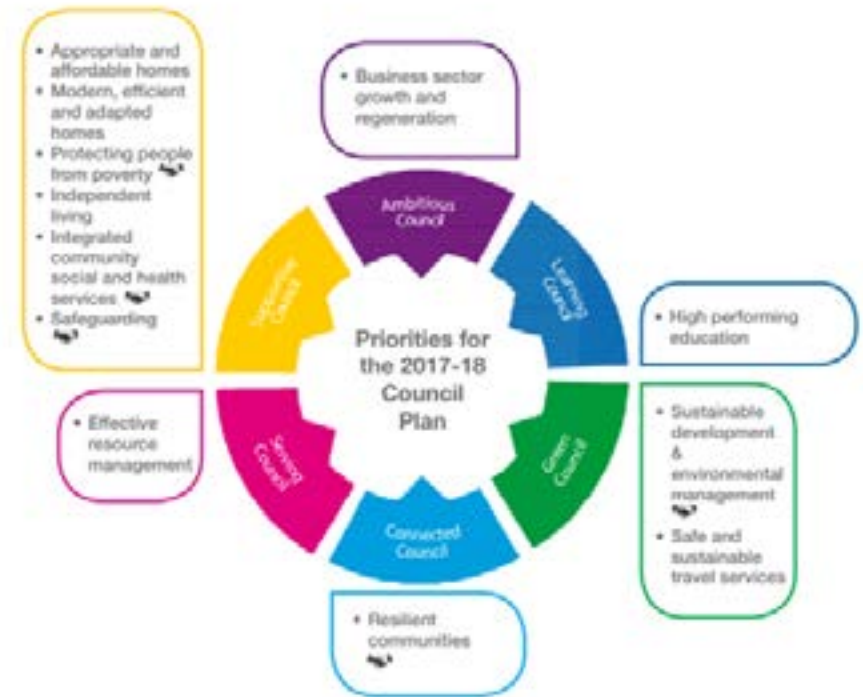 • Appropriate and
affordable homes
• Modern, efficient
and adapted
homes
• Protecting people
from poverty
• Independent
living
• Integrated
community
social and health
services
• Safeguarding
• Business sector
growth and
regeneration
Ambitious
Council
Learning
Council
Supportive
Council
Priorities for
the 2017-18
Council
Plan
• High performing
education
• Effective
resource
management
Serving
Council
Green
Council
• Sustainable
development
&
environmental
management
• Safe and
sustainable
travel services
Connected
Council
• Resilient
communities